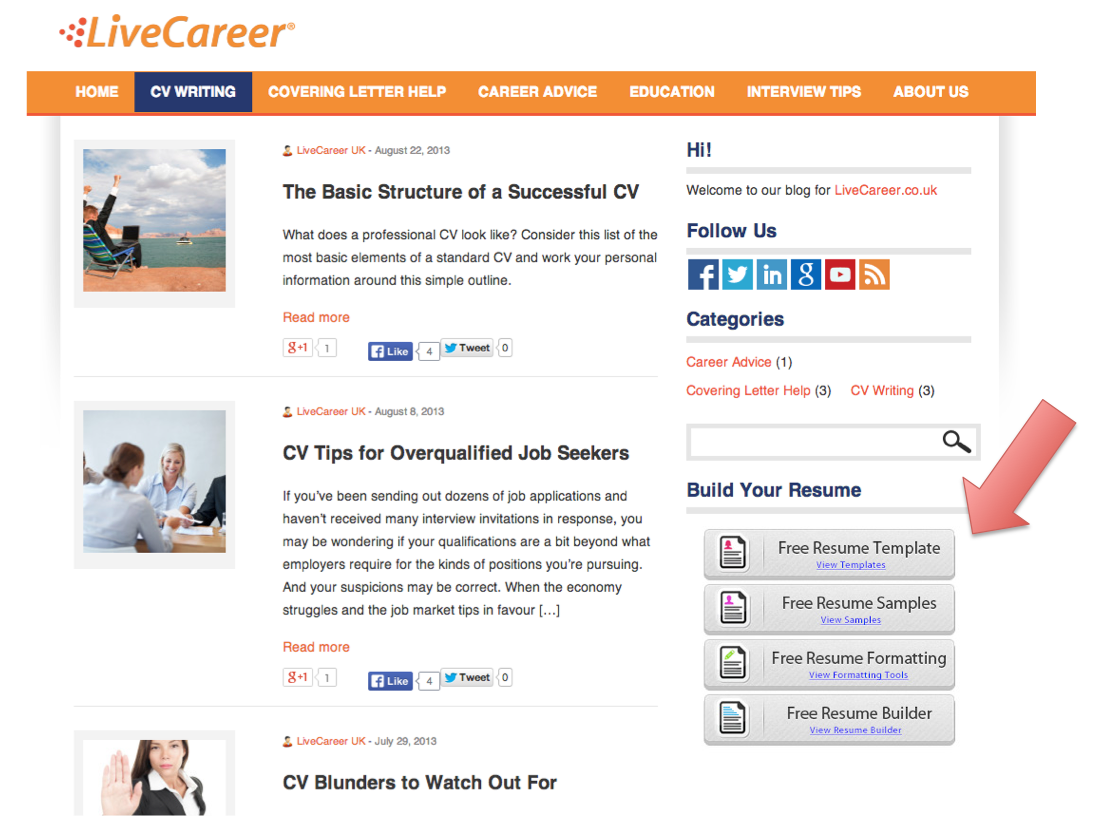 LiveCareer®
HOME CV WRITING COVERING LETTER HELP CAREER ADVICE EDUCATION INTERVIEW TIPS ABOUT US
LiveCareer UK - August 22, 2013
The Basic Structure of a Successful CV
What does a professional CV look like? Consider this list of the
most basic elements of a standard CV and work your personal
information around this simple outline.
Read more
g+1 1 Like 4 Tweet 0
LiveCareer UK - August 8, 2013
CV Tips for Overqualified Job Seekers
If you’ve been sending out dozens of job applications and
haven’t received many interview invitations in response, you
may be wondering if your qualifications are a bit beyond what
employers require for the kinds of positions you’re pursuing.
And your suspicions may be correct. When the economy
struggles and the job market tips in favour […]
Read more
g+1 1 Like 4 Tweet 0
LiveCareer UK - July 29, 2013
CV Blunders to Watch Out For
Hi!
Welcome to our blog for LiveCareer.co.uk
Follow Us
Categories
Career Advice (1)
Covering Letter Help (3) CV Writing (3)
Build Your Resume
Free Resume Template
View Templates
Free Resume Samples
View Samples
Free Resume Formatting
View Formatting Tools
Free Resume Builder
View Resume Builder